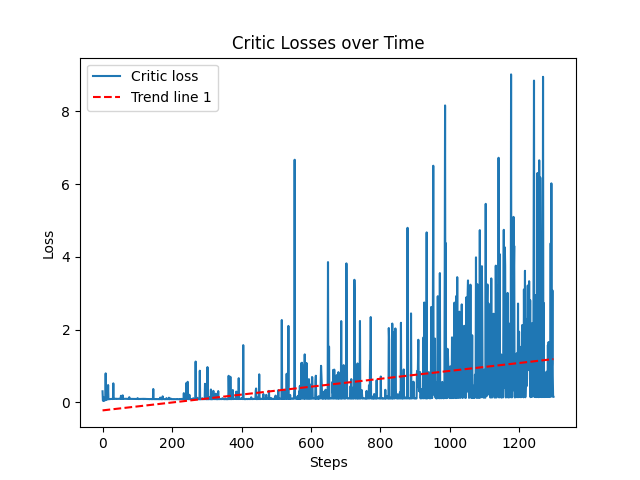 Critic Losses over Time
Critic loss
Trend line 1
Loss
8
6
4
2
0
0 200 400 600 800 1000 1200
Steps